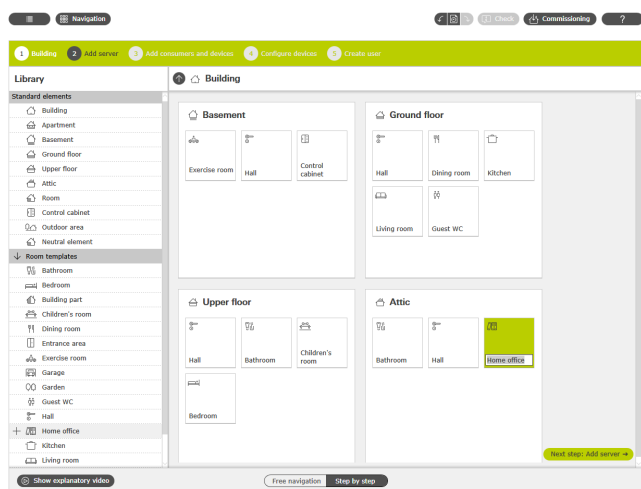 Navigation
Check
Commissioning
?
1 Building
2 Add server
3 Add consumers and devices
4 Configure devices
5 Create user
Library
Building
Standard elements
Building
Apartment
Basement
Ground floor
Upper floor
Attic
Room
Control cabinet
Outdoor area
Neutral element
Room templates
Bathroom
Bedroom
Building part
Children's room
Dining room
Entrance area
Exercise room
Garage
Garden
Guest WC
Hall
Home office
Kitchen
Living room
Basement
Exercise room
Hall
Control
cabinet
Ground floor
Hall
Dining room
Kitchen
Living room
Guest WC
Upper floor
Hall
Bathroom
Children's
room
Bedroom
Attic
Bathroom
Hall
Home office
Next step: Add server →
Show explanatory video
Free navigation
Step by step